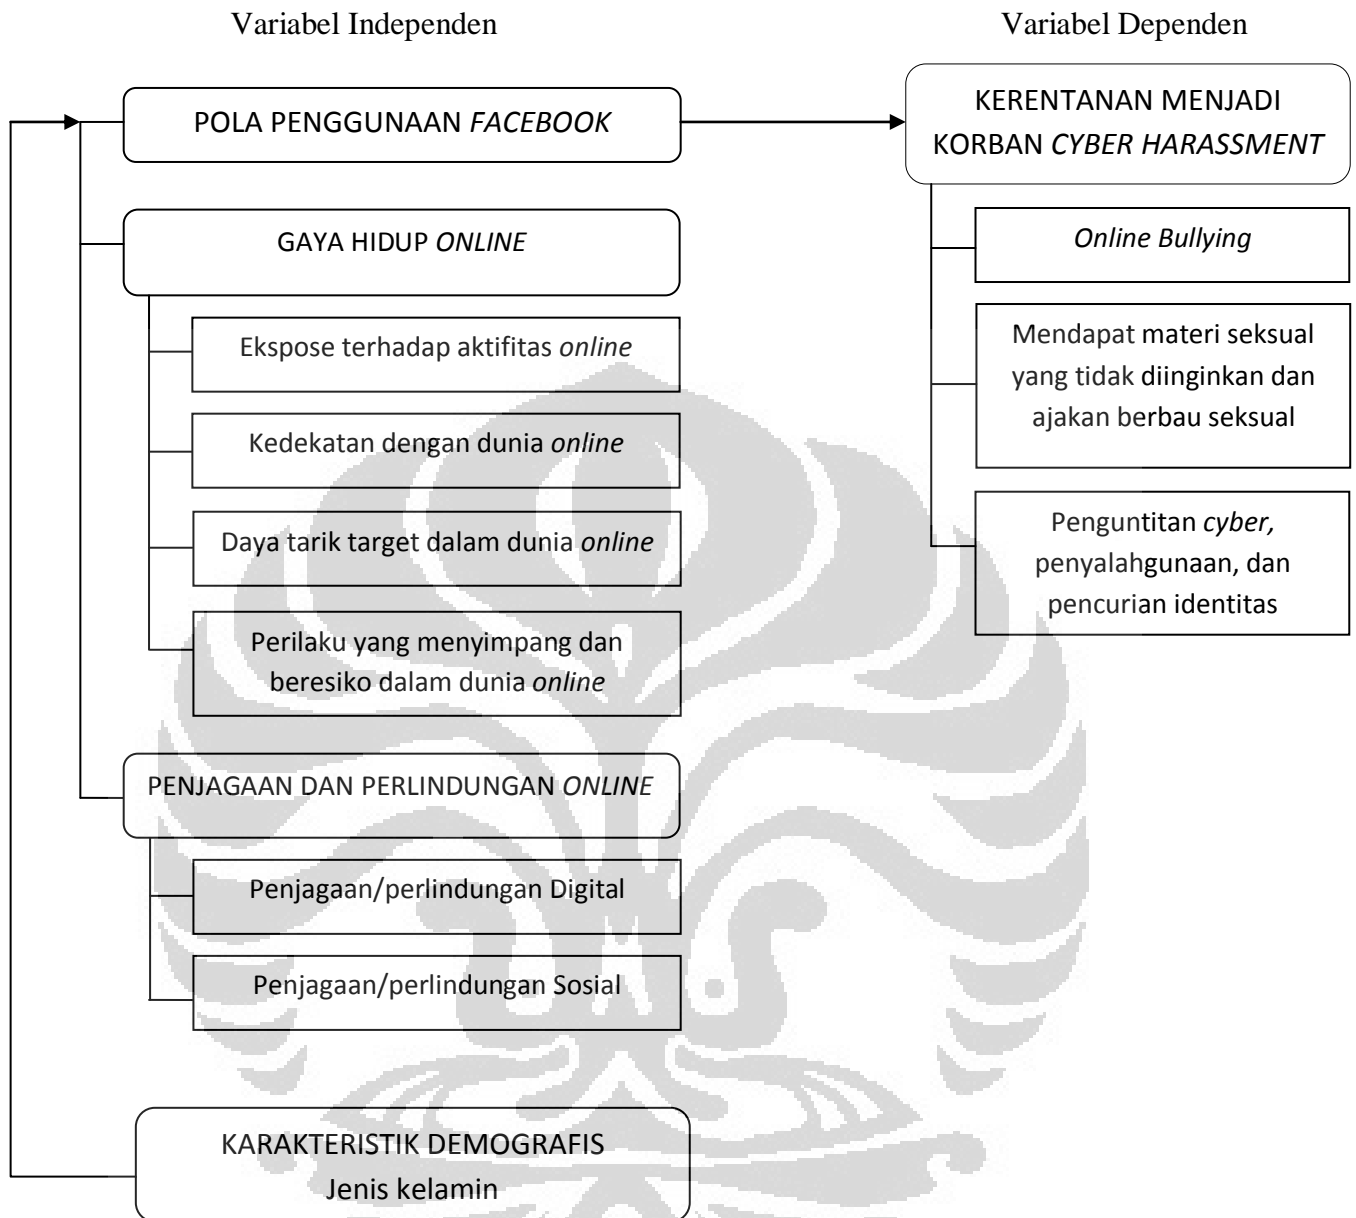 Variabel Independen
Variabel Dependen
POLA PENGGUNAAN FACEBOOK
KERENTANAN MENJADI
KORBAN CYBER HARASSMENT
GAYA HIDUP ONLINE
Ekspose terhadap aktifitas online
Kedekatan dengan dunia online
Daya tarik target dalam dunia online
Perilaku yang menyimpang dan
beresiko dalam dunia online
Online Bullying
Mendapat materi seksual
yang tidak diinginkan dan
ajakan berbau seksual
Penguntitan cyber,
penyalahgunaan, dan
pencurian identitas
PENJAGAAN DAN PERLINDUNGAN ONLINE
Penjagaan/perlindungan Digital
Penjagaan/perlindungan Sosial
KARAKTERISTIK DEMOGRAFIS
Jenis kelamin